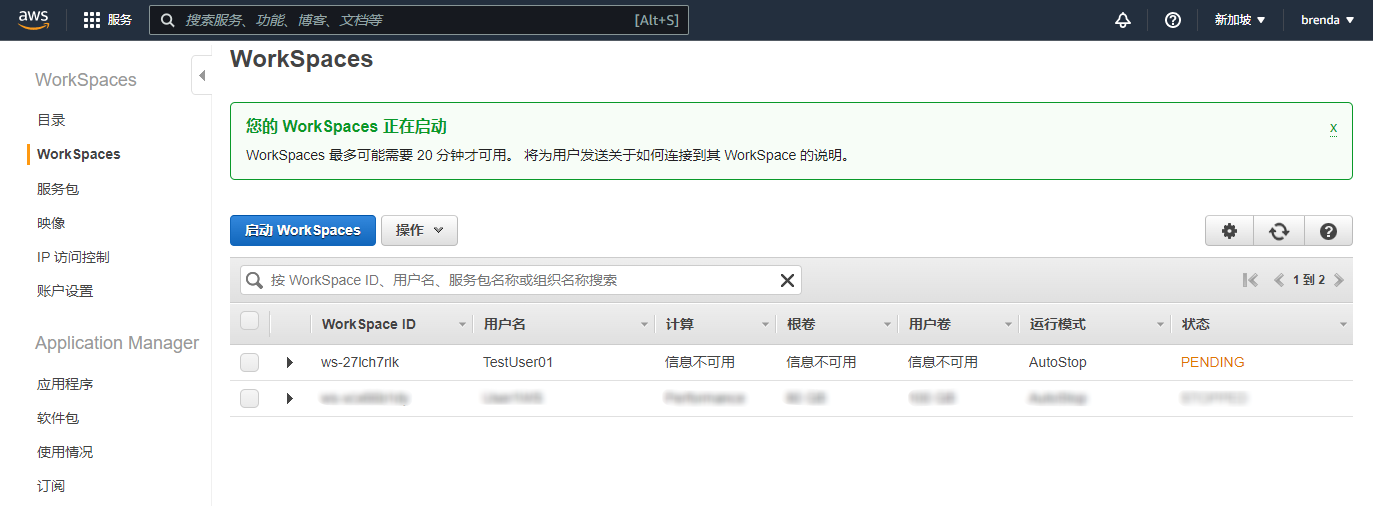 aws 服务 搜索服务、功能、博客、文档等 [Alt+S] 新加坡 brenda
WorkSpaces
目录
WorkSpaces
服务包
映像
IP 访问控制
账户设置
Application Manager
应用程序
软件包
使用情况
订阅
WorkSpaces
您的 WorkSpaces 正在启动 x
WorkSpaces 最多可能需要 20 分钟才可用。 将为用户发送关于如何连接到其 WorkSpace 的说明。
启动 WorkSpaces 操作
按 WorkSpace ID、用户名、服务包名称或组织名称搜索 1 到 2
WorkSpace ID 用户名 计算 根卷 用户卷 运行模式 状态
ws-27lch7rlk TestUser01 信息不可用 信息不可用 信息不可用 AutoStop PENDING
Performance 80 GB 100 GB AutoStop STOPPED